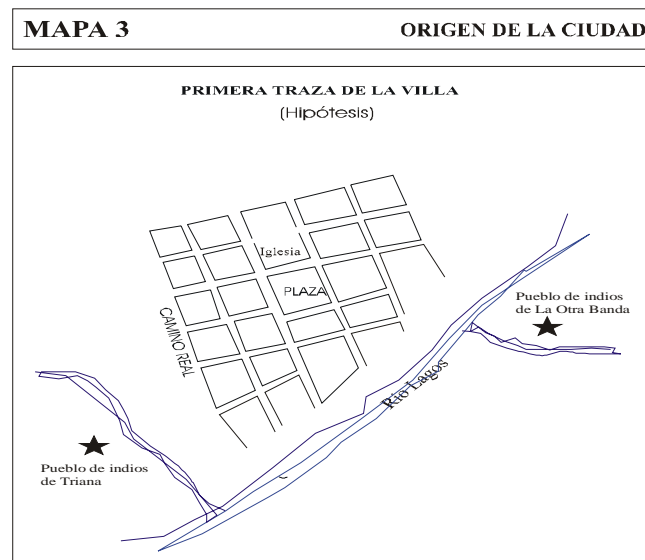 MAPA 3
ORIGEN DE LA CIUDAD
PRIMERA TRAZA DE LA VILLA
(Hipótesis)
Iglesia
PLAZA
CAMINO REAL
Pueblo de indios
de La Otra Banda
Río Lagos
Pueblo de indios
de Triana